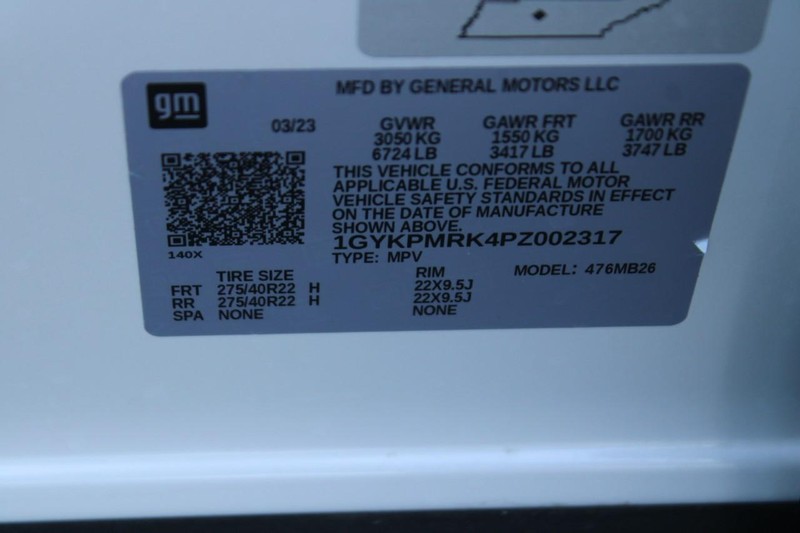 gm
MFD BY GENERAL MOTORS LLC
03/23 GVWR GAWR FRT GAWR RR
3050 KG 1550 KG 1700 KG
6724 LB 3417 LB 3747 LB
THIS VEHICLE CONFORMS TO ALL
APPLICABLE U.S. FEDERAL MOTOR
VEHICLE SAFETY STANDARDS IN EFFECT
ON THE DATE OF MANUFACTURE
SHOWN ABOVE.
1GYKPMRK4PZ002317
140X
TYPE: MPV MODEL: 476MB26
TIRE SIZE RIM
FRT 275/40R22 H 22X9.5J
RR 275/40R22 H 22X9.5J
SPA NONE NONE